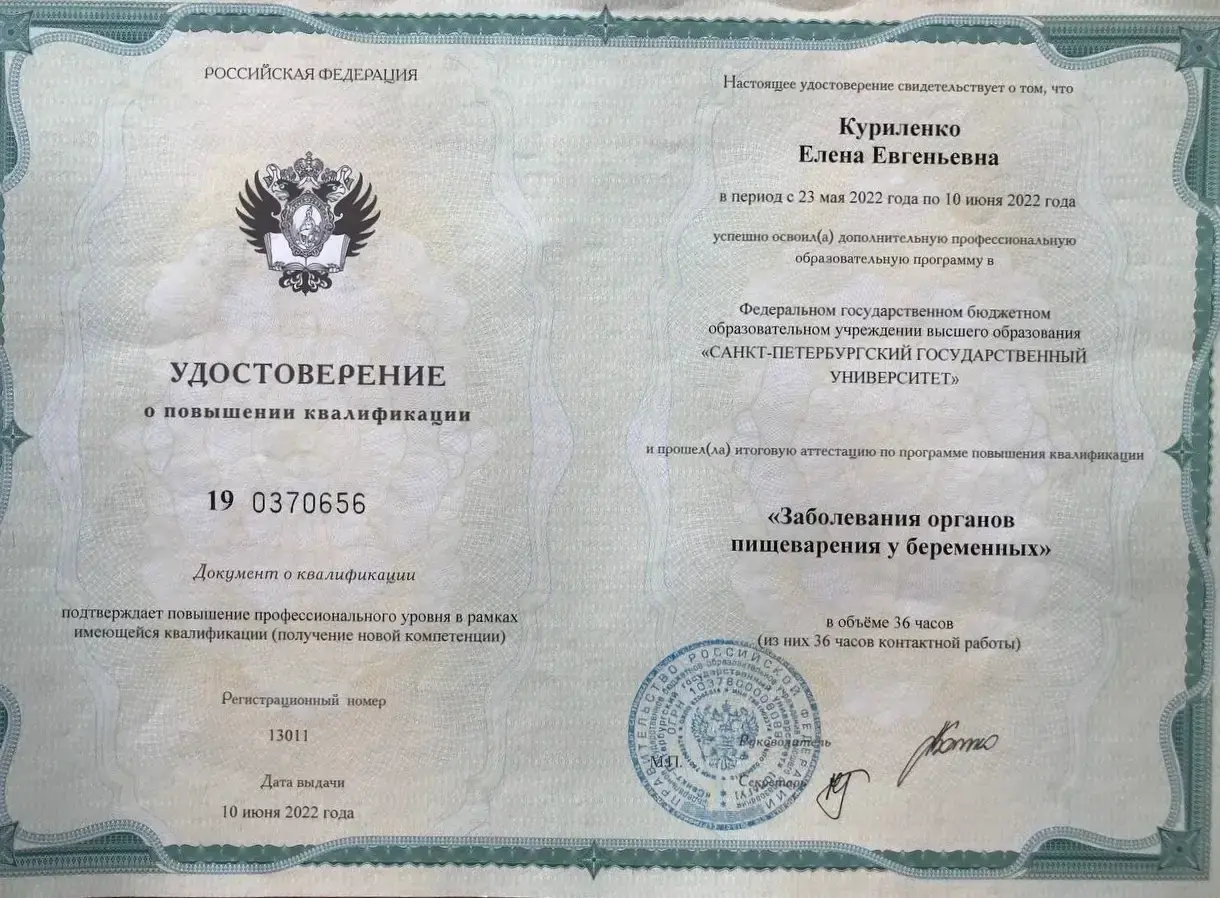 РОССИЙСКАЯ ФЕДЕРАЦИЯ
УДОСТОВЕРЕНИЕ
о повышении квалификации
19 0370656
Документ о квалификации
подтверждает повышение профессионального уровня в рамках
имеющейся квалификации (получение новой компетенции)
Регистрационный номер
13011
Дата выдачи
10 июня 2022 года
Настоящее удостоверение свидетельствует о том, что
Куриленко
Елена Евгеньевна
в период с 23 мая 2022 года по 10 июня 2022 года
успешно освоил(а) дополнительную профессиональную
образовательную программу в
Федеральном государственном бюджетном
образовательном учреждении высшего образования
«САНКТ-ПЕТЕРБУРГСКИЙ ГОСУДАРСТВЕННЫЙ
УНИВЕРСИТЕТ»
и прошел(ла) итоговую аттестацию по программе повышения квалификации
«Заболевания органов
пищеварения у беременных»
в объёме 36 часов
(из них 36 часов контактной работы)
ПРАВИТЕЛЬСТВО РОССИЙСКОЙ ФЕДЕРАЦИИ
Руководитель
М.П.
Секретарь